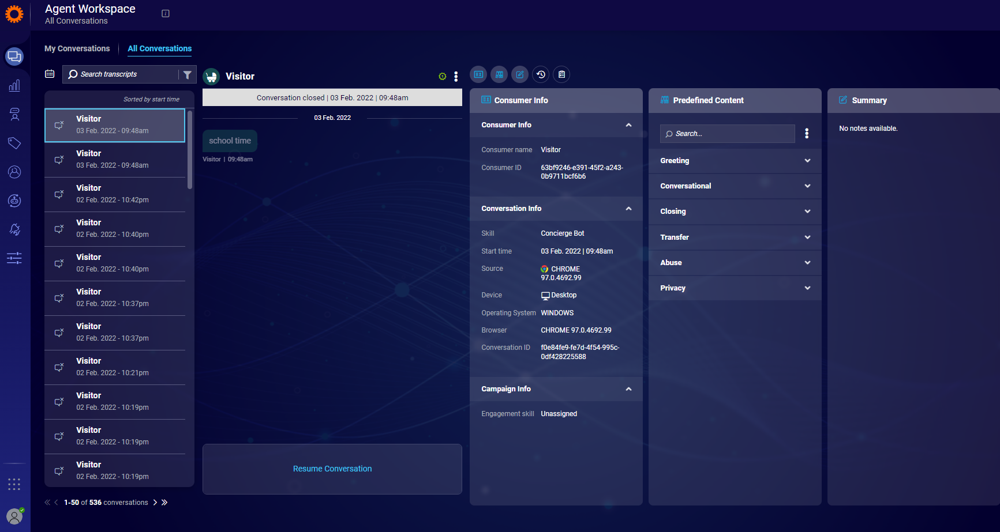 Agent Workspace
All Conversations
My Conversations
All Conversations
Search transcripts
Sorted by start time
Visitor
03 Feb. 2022 - 09:48am
Visitor
03 Feb. 2022 - 09:48am
Visitor
02 Feb. 2022 - 10:42pm
Visitor
02 Feb. 2022 - 10:40pm
Visitor
02 Feb. 2022 - 10:40pm
Visitor
02 Feb. 2022 - 10:37pm
Visitor
02 Feb. 2022 - 10:37pm
Visitor
02 Feb. 2022 - 10:21pm
Visitor
02 Feb. 2022 - 10:19pm
Visitor
02 Feb. 2022 - 10:19pm
Visitor
02 Feb. 2022 - 10:19pm
1-50 of 536 conversations
Visitor
Conversation closed | 03 Feb. 2022 | 09:48am
03 Feb. 2022
school time
Visitor | 09:48am
Resume Conversation
Consumer Info
Consumer Info
Consumer name Visitor
Consumer ID 63bf9246-e391-45f2-a243-
0b9711bcf6b6
Conversation Info
Skill Concierge Bot
Start time 03 Feb. 2022 | 09:48am
Source CHROME
97.0.4692.99
Device Desktop
Operating System WINDOWS
Browser CHROME 97.0.4692.99
Conversation ID f0e84fe9-fe7d-4f54-995c-
0df428225588
Campaign Info
Engagement skill Unassigned
Predefined Content
Search...
Greeting
Conversational
Closing
Transfer
Abuse
Privacy
Summary
No notes available.